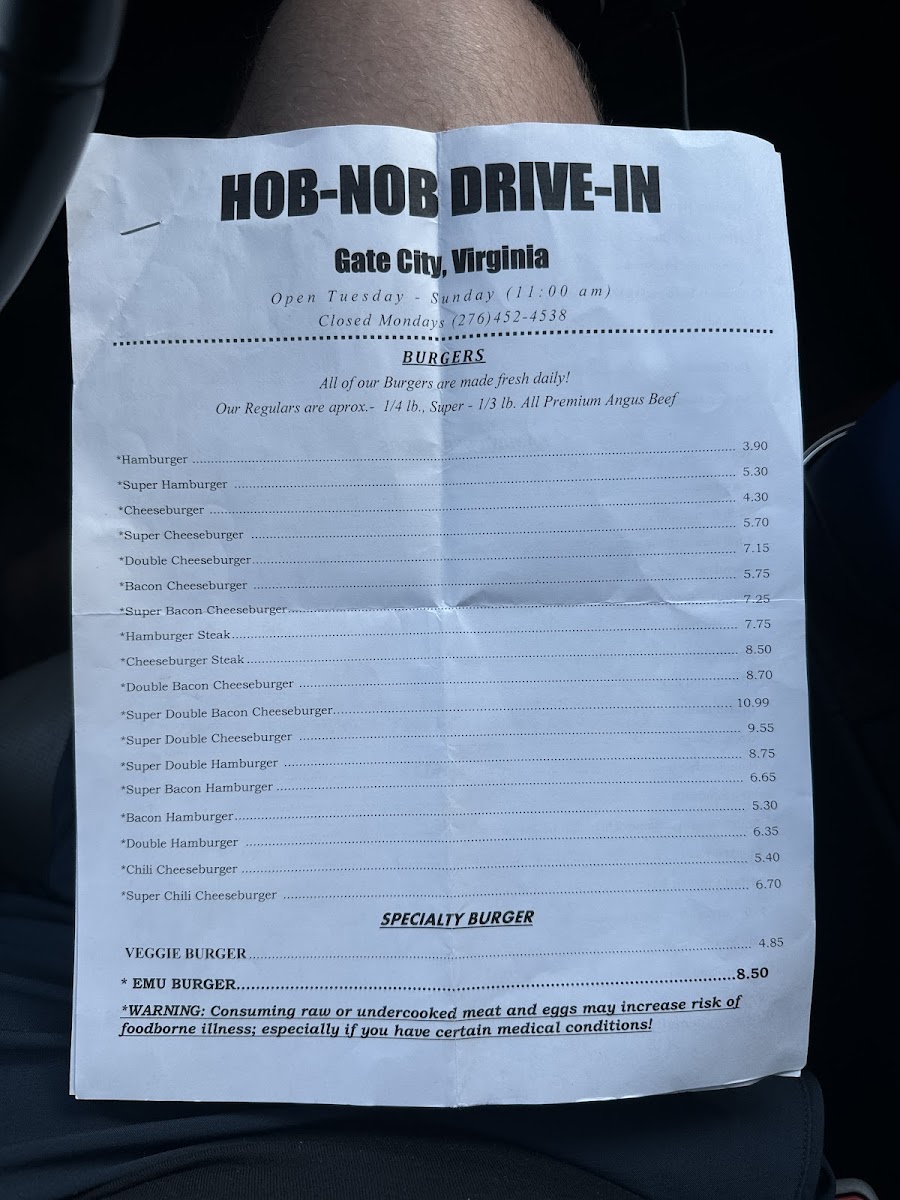 HOB-NOB DRIVE-IN
Gate City, Virginia
Open Tuesday - Sunday (11:00 am)
Closed Mondays (276)452-4538
BURGERS
All of our Burgers are made fresh daily!
Our Regulars are aprox.- 1/4 lb., Super - 1/3 lb. All Premium Angus Beef
*Hamburger 3.90
*Super Hamburger 5.30
*Cheeseburger 4.30
*Super Cheeseburger 5.70
*Double Cheeseburger 7.15
*Bacon Cheeseburger 5.75
*Super Bacon Cheeseburger 7.25
*Hamburger Steak 7.75
*Cheeseburger Steak 8.50
*Double Bacon Cheeseburger 8.70
*Super Double Bacon Cheeseburger 10.99
*Super Double Cheeseburger 9.55
*Super Double Hamburger 8.75
*Super Bacon Hamburger 6.65
*Bacon Hamburger 5.30
*Double Hamburger 6.35
*Chili Cheeseburger 5.40
*Super Chili Cheeseburger 6.70
SPECIALTY BURGER
VEGGIE BURGER 4.85
* EMU BURGER 8.50
*WARNING: Consuming raw or undercooked meat and eggs may increase risk of
foodborne illness; especially if you have certain medical conditions!